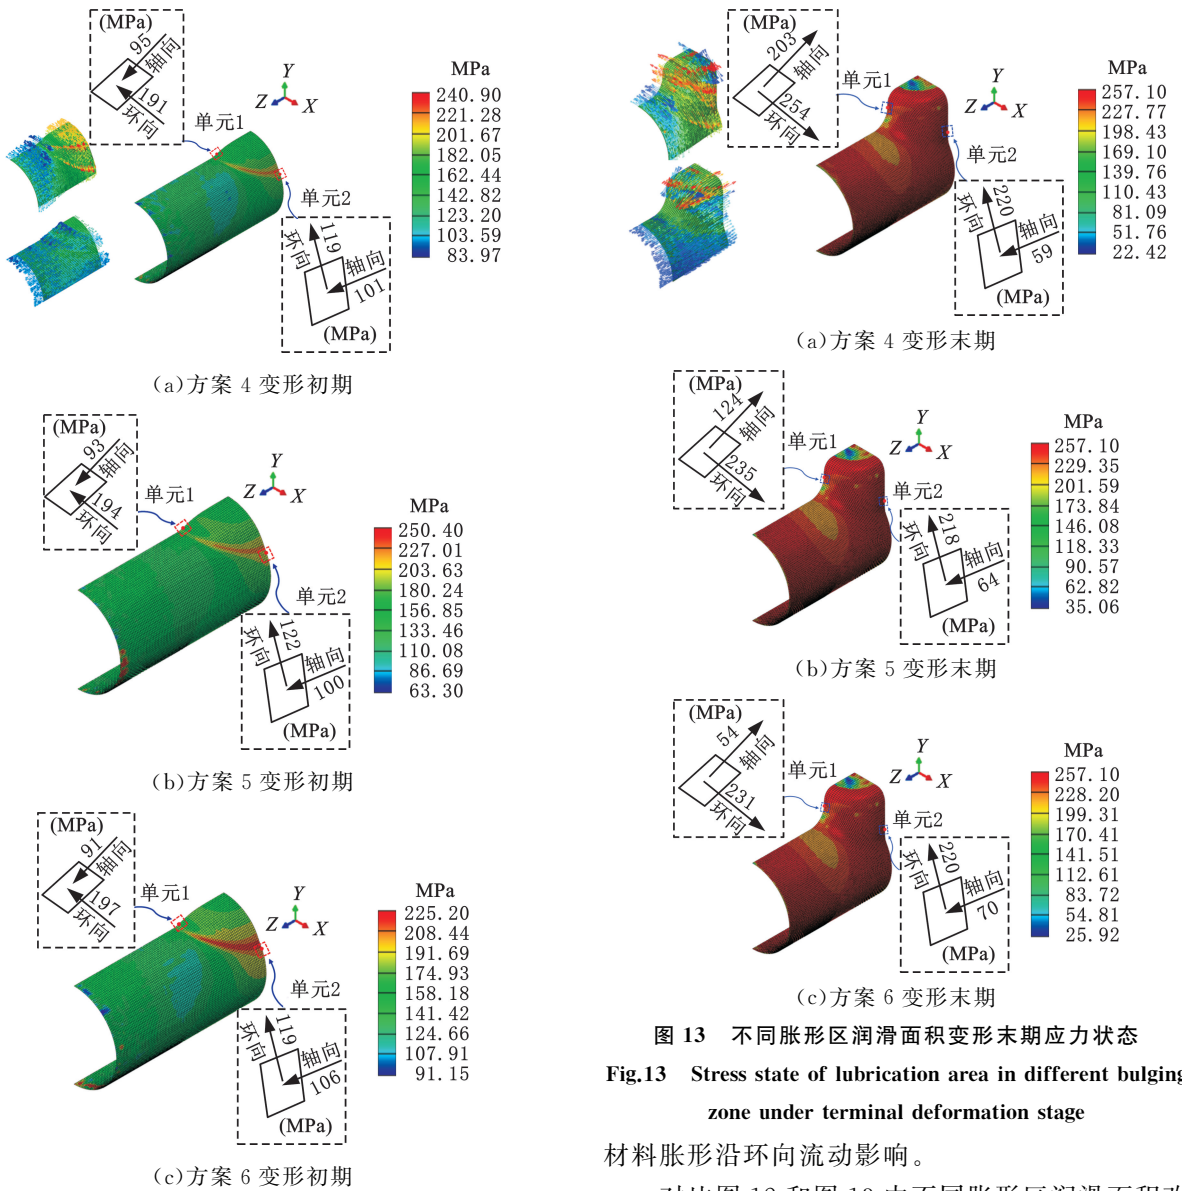 (MPa)
95
轴向
191
环向
单元1
Y
Z
X
单元2
119
环向
轴向
101
(MPa)
MPa
240.90
221.28
201.67
182.05
162.44
142.82
123.20
103.59
83.97
(a)方案 4 变形初期
(MPa)
93
轴向
194
环向
单元1
Y
Z
X
单元2
122
环向
轴向
100
(MPa)
MPa
250.40
227.01
203.63
180.24
156.85
133.46
110.08
86.69
63.30
(b)方案 5 变形初期
(MPa)
91
轴向
197
环向
单元1
Y
Z
X
单元2
119
环向
轴向
106
(MPa)
MPa
225.20
208.44
191.69
174.93
158.18
141.42
124.66
107.91
91.15
(c)方案 6 变形初期
(MPa)
203
轴向
254
环向
单元1
Y
Z
X
单元2
220
环向
轴向
59
(MPa)
MPa
257.10
227.77
198.43
169.10
139.76
110.43
81.09
51.76
22.42
(a)方案 4 变形末期
(MPa)
124
轴向
235
环向
单元1
Y
Z
X
单元2
218
环向
轴向
64
(MPa)
MPa
257.10
229.35
201.59
173.84
146.08
118.33
90.57
62.82
35.06
(b)方案 5 变形末期
(MPa)
54
轴向
231
环向
单元1
Y
Z
X
单元2
220
环向
轴向
70
(MPa)
MPa
257.10
228.20
199.31
170.41
141.51
112.61
83.72
54.81
25.92
(c)方案 6 变形末期
图 13 不同胀形区润滑面积变形末期应力状态
Fig.13 Stress state of lubrication area in different bulging
zone under terminal deformation stage
材料胀形沿环向流动影响。